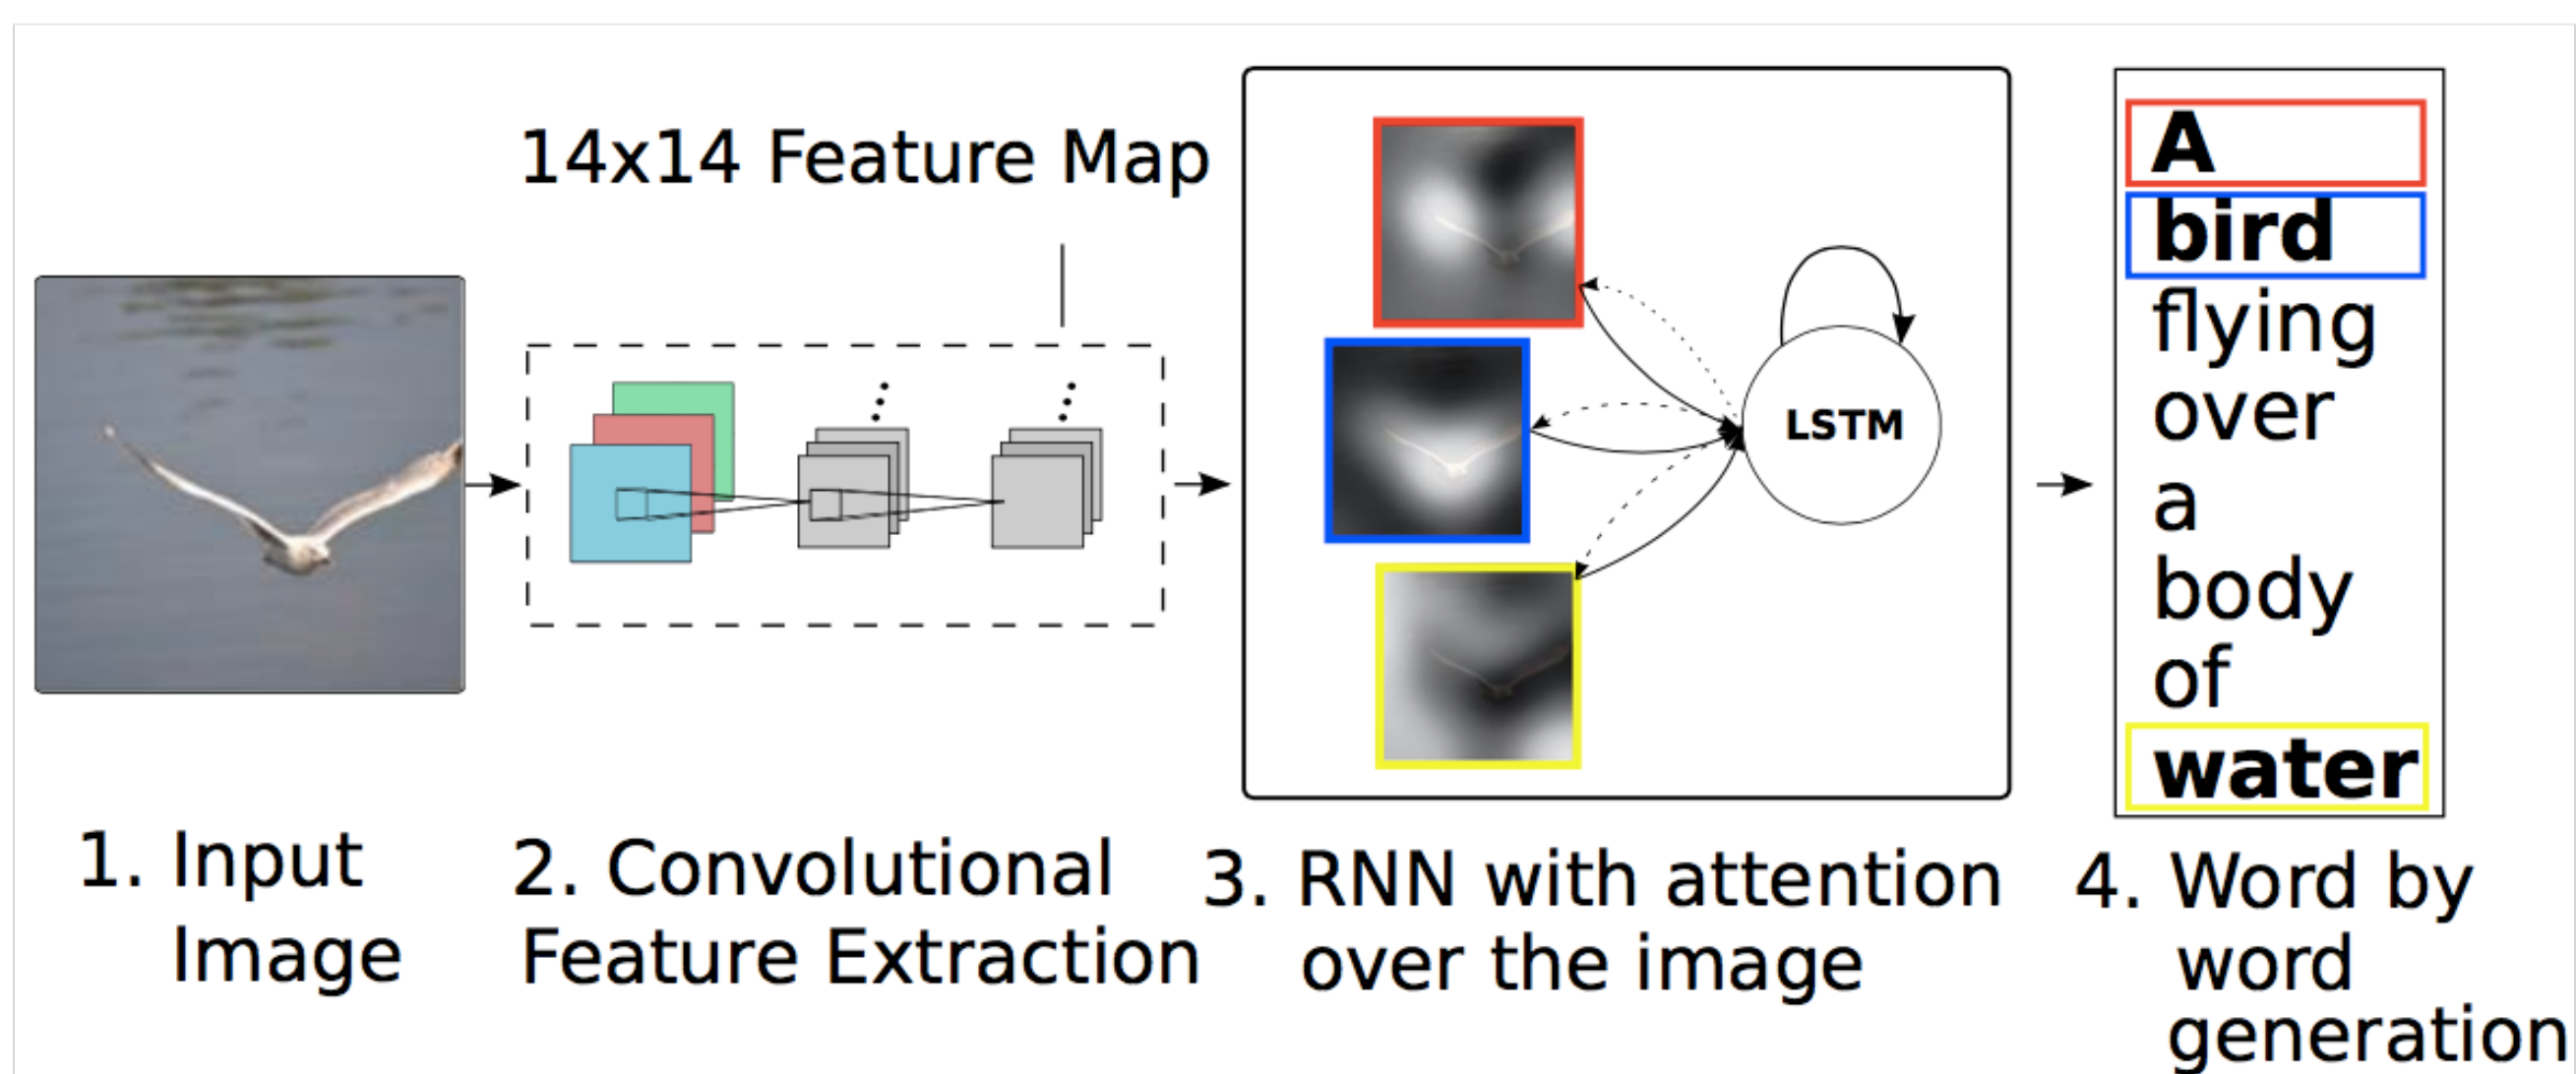 14x14 Feature Map
LSTM
A
bird
flying
over
a
body
of
water
1. Input
Image
2. Convolutional
Feature Extraction
3. RNN with attention
over the image
4. Word by
word
generation